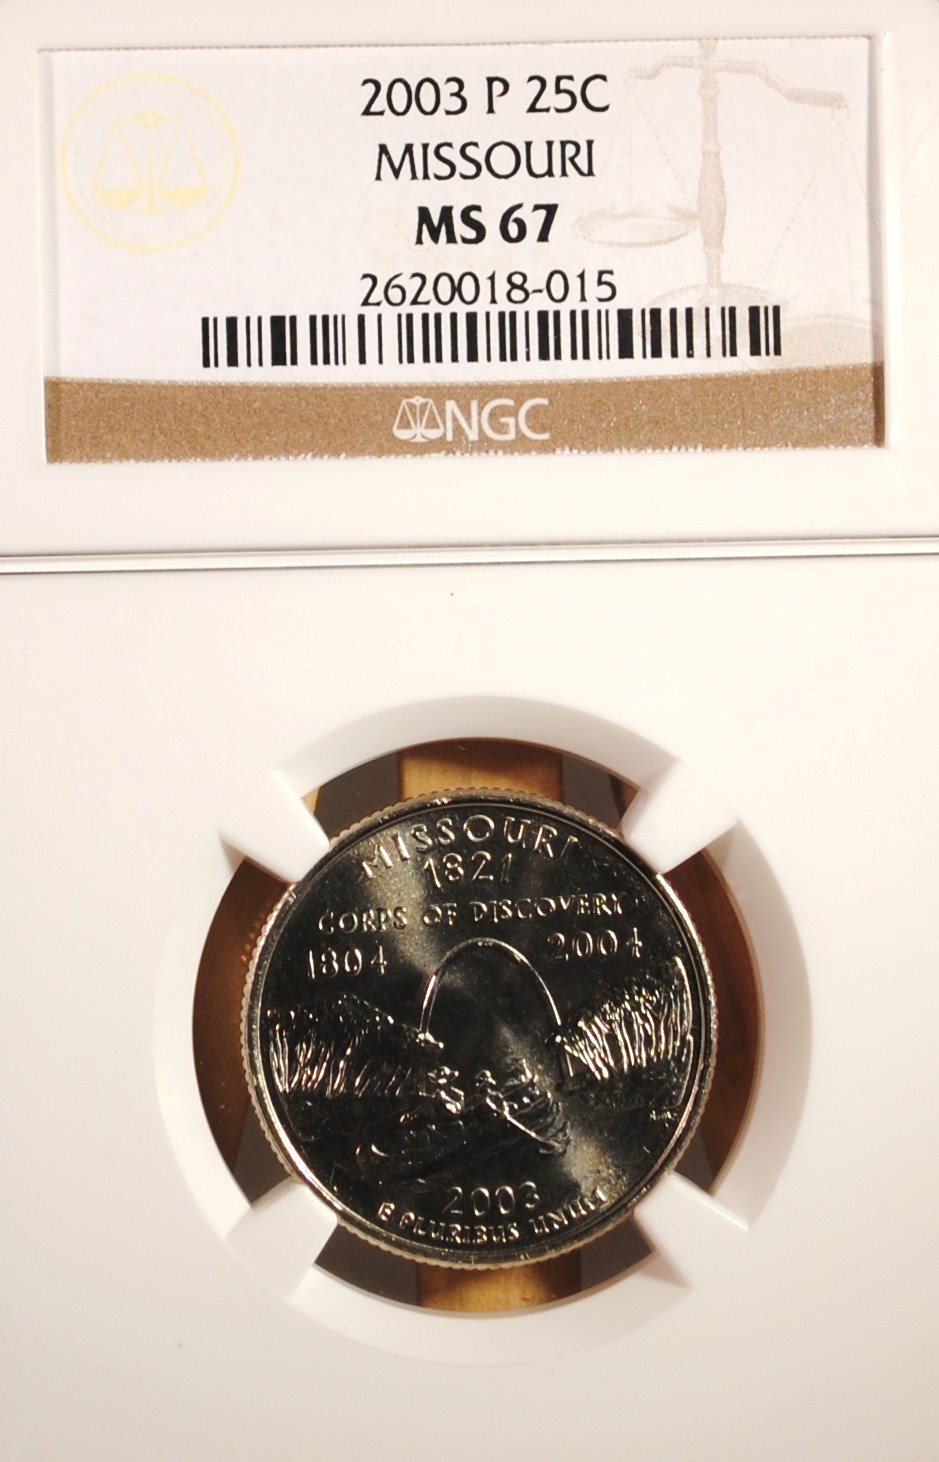 2003 P 25C
MISSOURI
MS 67
2620018-015
NGC
MISSOURI
1821
CORPS OF DISCOVERY
1804 2004
2003
E PLURIBUS UNUM